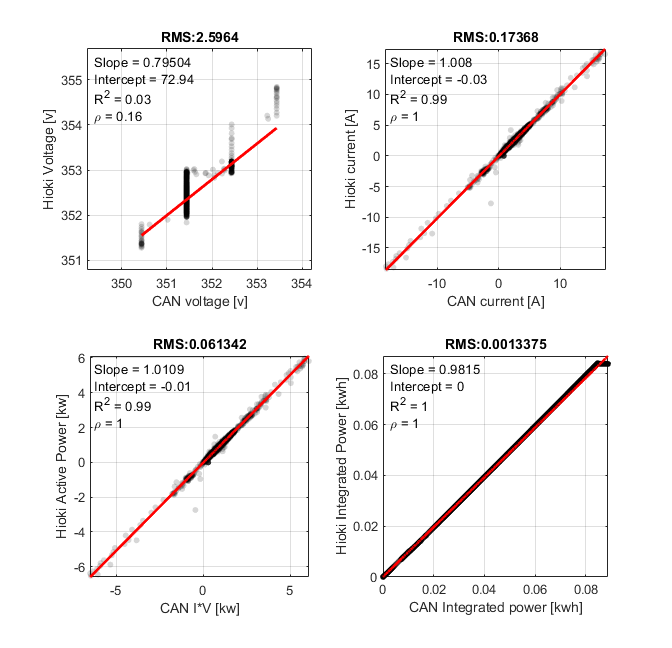 RMS:2.5964
Slope = 0.79504
Intercept = 72.94
R2 = 0.03
ρ = 0.16
355
354
353
352
351
350
351
352
353
354
Hioki Voltage [v]
CAN voltage [v]
RMS:0.17368
Slope = 1.008
Intercept = -0.03
R2 = 0.99
ρ = 1
15
10
5
0
-5
-10
-15
-10
0
10
Hioki current [A]
CAN current [A]
RMS:0.061342
Slope = 1.0109
Intercept = -0.01
R2 = 0.99
ρ = 1
6
4
2
0
-2
-4
-6
-5
0
5
Hioki Active Power [kw]
CAN I*V [kw]
RMS:0.0013375
Slope = 0.9815
Intercept = 0
R2 = 1
ρ = 1
0.08
0.06
0.04
0.02
0
0
0.02
0.04
0.06
0.08
Hioki Integrated Power [kwh]
CAN Integrated power [kwh]